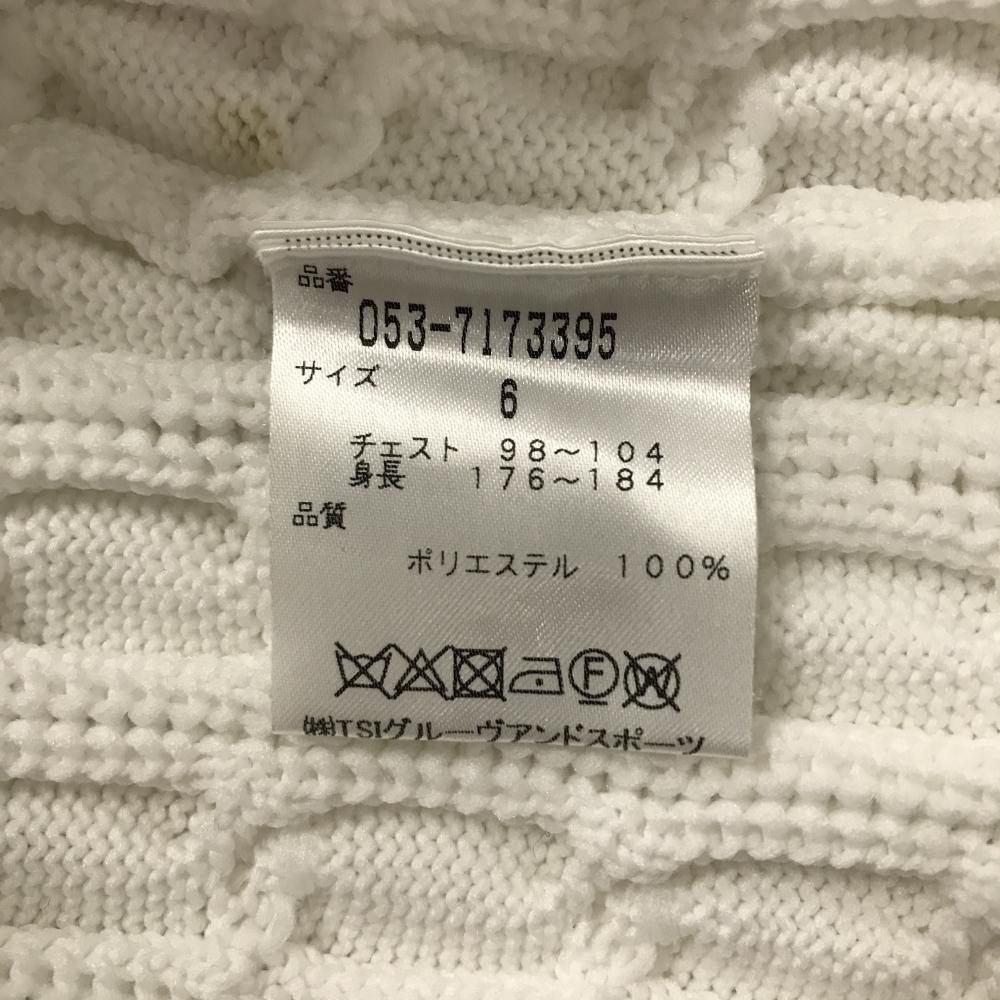 品番
053-7173395
サイズ
6
チェスト 98～104
身長 176～184
品質
ポリエステル 100%
F W
㈱TSIグルーヴアンドスポーツ